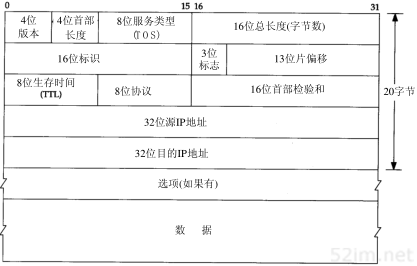 0 15 16 31
4位版本 4位首部长度 8位服务类型(TOS) 16位总长度(字节数)
16位标识 3位标志 13位片偏移
8位生存时间(TTL) 8位协议 16位首部检验和
20字节
32位源IP地址
32位目的IP地址
选项(如果有)
数 据
52im.net